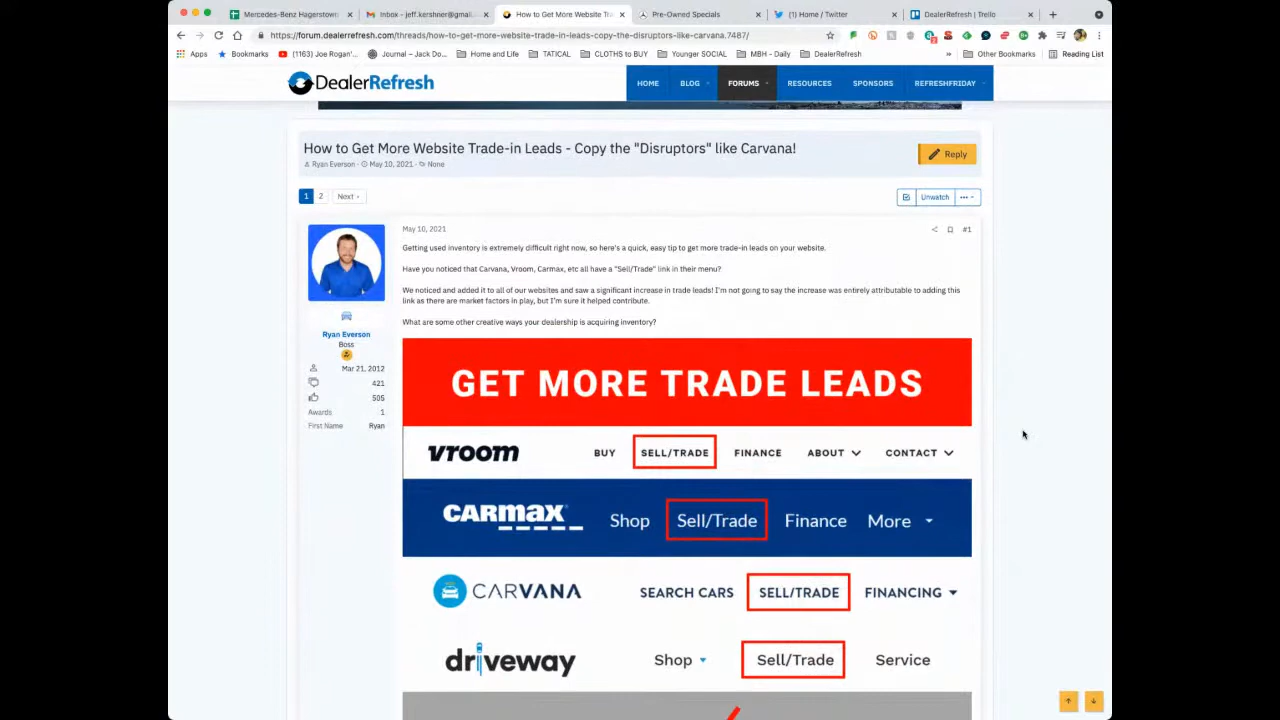 Mercedes-Benz Hagerstown
Inbox - jeff.kershner@gmail
How to Get More Website Tra
Pre-Owned Specials
(1) Home / Twitter
DealerRefresh | Trello
https://forum.dealerrefresh.com/threads/how-to-get-more-website-trade-in-leads-copy-the-disruptors-like-carvana.7487/
Apps
Bookmarks
(1163) Joe Rogan'...
Journal – Jack Do...
Home and Life
TATICAL
CLOTHS to BUY
Younger SOCIAL
MBH - Daily
DealerRefresh
»
Other Bookmarks
Reading List
DealerRefresh
HOME
BLOG
FORUMS
RESOURCES
SPONSORS
REFRESHFRIDAY
How to Get More Website Trade-in Leads - Copy the "Disruptors" like Carvana!
Ryan Everson · May 10, 2021 · None
Reply
1 2 Next
Unwatch
•••
May 10, 2021
#1
Getting used inventory is extremely difficult right now, so here's a quick, easy tip to get more trade-in leads on your website.
Have you noticed that Carvana, Vroom, Carmax, etc all have a "Sell/Trade" link in their menu?
We noticed and added it to all of our websites and saw a significant increase in trade leads! I'm not going to say the increase was entirely attributable to adding this
link as there are market factors in play, but I'm sure it helped contribute.
What are some other creative ways your dealership is acquiring inventory?
Ryan Everson
Boss
Mar 21, 2012
421
505
Awards 1
First Name Ryan
GET MORE TRADE LEADS
vroom
BUY
SELL/TRADE
FINANCE
ABOUT
CONTACT
CARMAX
Shop
Sell/Trade
Finance
More
CARVANA
SEARCH CARS
SELL/TRADE
FINANCING
driveway
Shop
Sell/Trade
Service